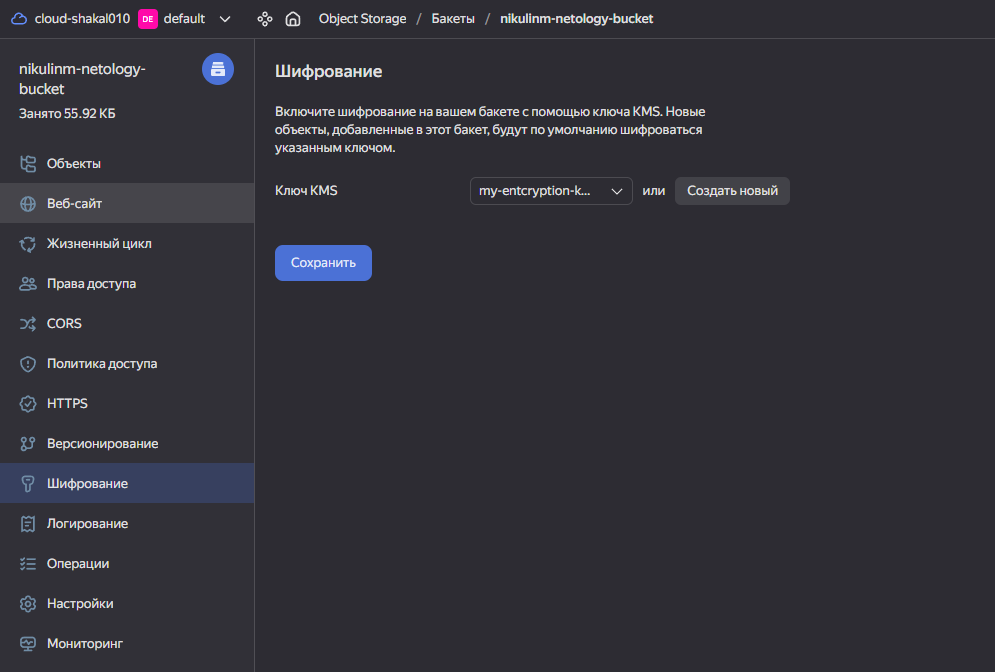 cloud-shakal010 DE default Object Storage / Бакеты / nikulinm-netology-bucket
nikulinm-netology-
bucket
Занято 55.92 КБ
Объекты
Веб-сайт
Жизненный цикл
Права доступа
CORS
Политика доступа
HTTPS
Версионирование
Шифрование
Логирование
Операции
Настройки
Мониторинг
Шифрование
Включите шифрование на вашем бакете с помощью ключа KMS. Новые
объекты, добавленные в этот бакет, будут по умолчанию шифроваться
указанным ключом.
Ключ KMS my-entcryption-k... или Создать новый
Сохранить